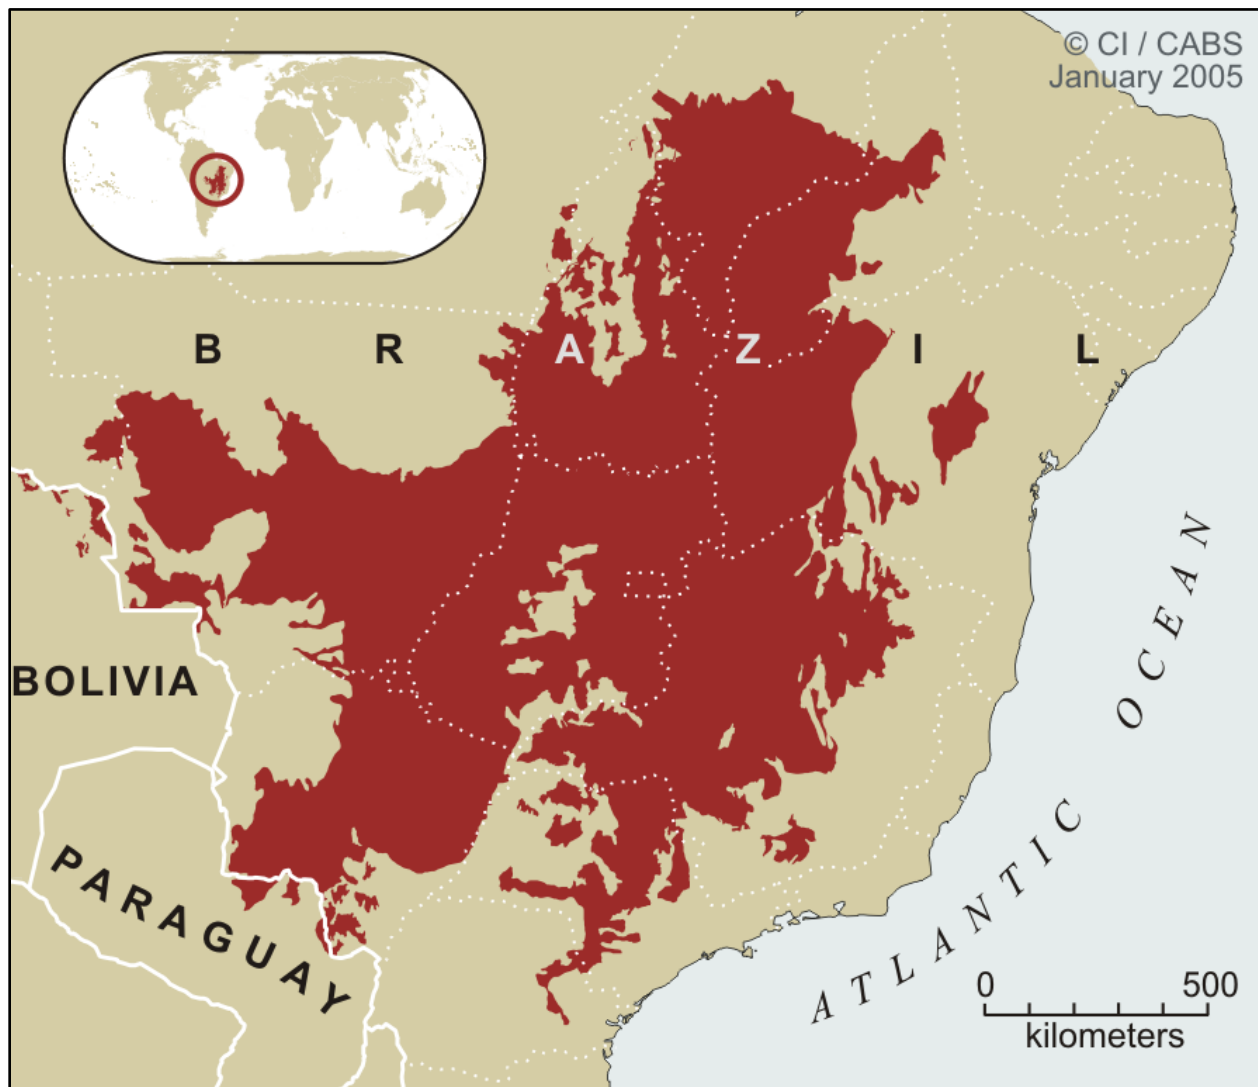 © CI / CABS
January 2005
B R A Z I L
BOLIVIA
PARAGUAY
ATLANTIC OCEAN
0 500
kilometers